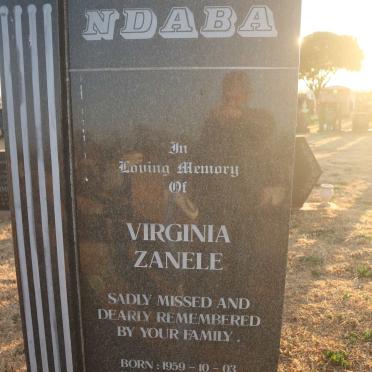 NDABA
In
Loving Memory
Of
VIRGINIA
ZANELE
SADLY MISSED AND
DEARLY REMEMBERED
BY YOUR FAMILY.
BORN : 1959 - 10 - 03